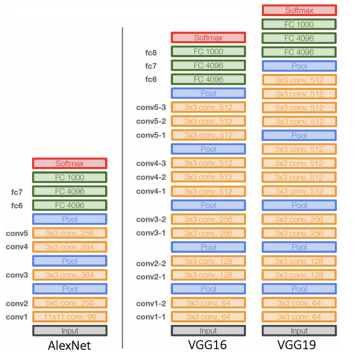 Softmax
FC 1000
fc7 FC 4096
fc6 FC 4096
Pool
conv5 3x3 conv, 256
conv4 3x3 conv, 384
Pool
conv3 3x3 conv, 384
Pool
conv2 5x5 conv, 256
conv1 11x11 conv, 96
Input
AlexNet
Softmax
fc8 FC 1000
fc7 FC 4096
fc6 FC 4096
Pool
conv5-3 3x3 conv, 512
conv5-2 3x3 conv, 512
conv5-1 3x3 conv, 512
Pool
conv4-3 3x3 conv, 512
conv4-2 3x3 conv, 512
conv4-1 3x3 conv, 512
Pool
conv3-2 3x3 conv, 256
conv3-1 3x3 conv, 256
Pool
conv2-2 3x3 conv, 128
conv2-1 3x3 conv, 128
Pool
conv1-2 3x3 conv, 64
conv1-1 3x3 conv, 64
Input
VGG16
Softmax
FC 1000
FC 4096
FC 4096
Pool
3x3 conv, 512
3x3 conv, 512
3x3 conv, 512
3x3 conv, 512
Pool
3x3 conv, 512
3x3 conv, 512
3x3 conv, 512
3x3 conv, 512
Pool
3x3 conv, 256
3x3 conv, 256
Pool
3x3 conv, 128
3x3 conv, 128
Pool
3x3 conv, 64
3x3 conv, 64
Input
VGG19